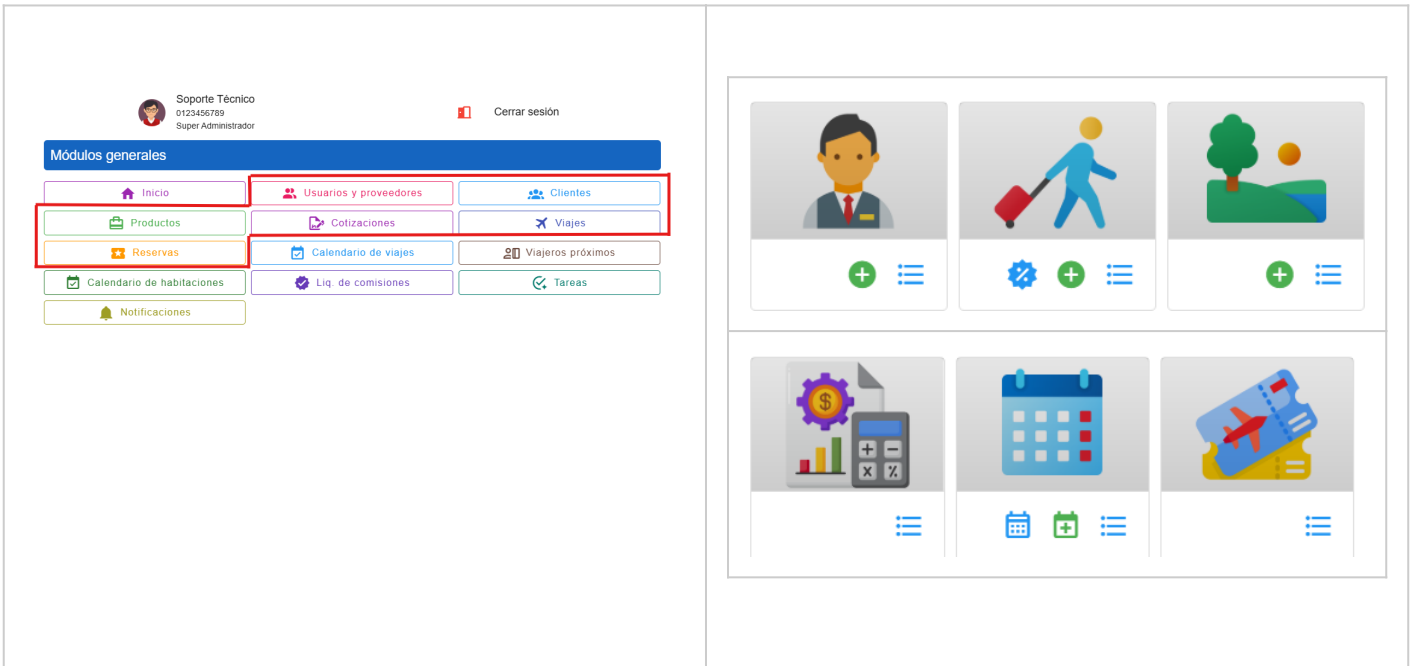 Soporte Técnico
0123456789
Super Administrador
Cerrar sesión
Módulos generales
Inicio
Usuarios y proveedores
Clientes
Productos
Cotizaciones
Viajes
Reservas
Calendario de viajes
Viajeros próximos
Calendario de habitaciones
Liq. de comisiones
Tareas
Notificaciones